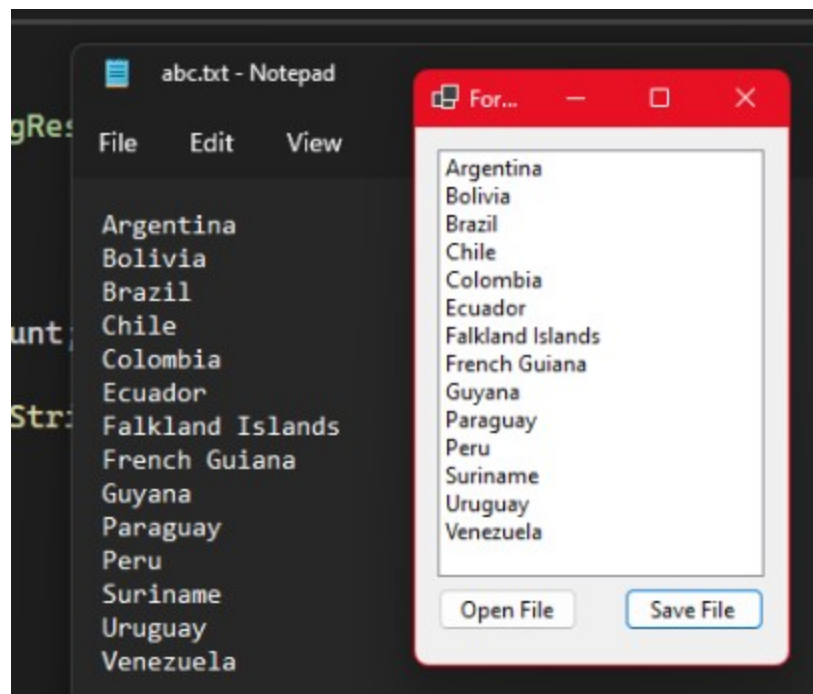 abc.txt - Notepad
File Edit View
gRes
unt;
Stri
Argentina
Bolivia
Brazil
Chile
Colombia
Ecuador
Falkland Islands
French Guiana
Guyana
Paraguay
Peru
Suriname
Uruguay
Venezuela
For...
Argentina
Bolivia
Brazil
Chile
Colombia
Ecuador
Falkland Islands
French Guiana
Guyana
Paraguay
Peru
Suriname
Uruguay
Venezuela
Open File Save File